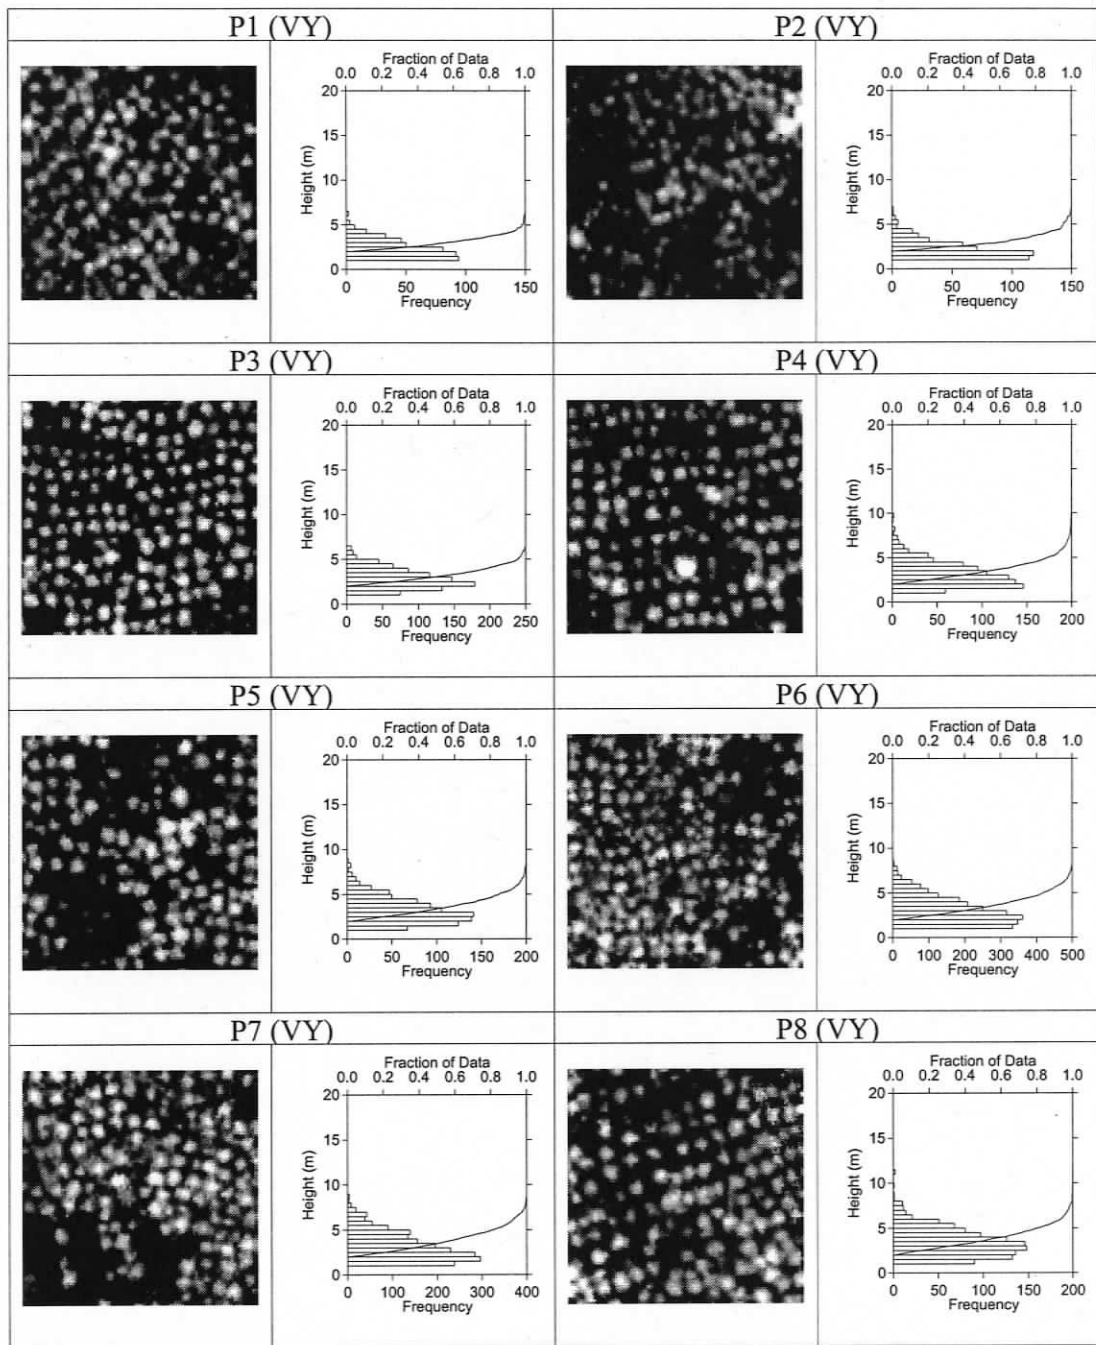 P1 (VY)
P2 (VY)
Fraction of Data
0.0 0.2 0.4 0.6 0.8 1.0
20
15
10
5
0
Height (m)
0 50 100 150
Frequency
Fraction of Data
0.0 0.2 0.4 0.6 0.8 1.0
20
15
10
5
0
Height (m)
0 50 100 150
Frequency
P3 (VY)
P4 (VY)
Fraction of Data
0.0 0.2 0.4 0.6 0.8 1.0
20
15
10
5
0
Height (m)
0 50 100 150 200 250
Frequency
Fraction of Data
0.0 0.2 0.4 0.6 0.8 1.0
20
15
10
5
0
Height (m)
0 50 100 150 200
Frequency
P5 (VY)
P6 (VY)
Fraction of Data
0.0 0.2 0.4 0.6 0.8 1.0
20
15
10
5
0
Height (m)
0 50 100 150 200
Frequency
Fraction of Data
0.0 0.2 0.4 0.6 0.8 1.0
20
15
10
5
0
Height (m)
0 100 200 300 400 500
Frequency
P7 (VY)
P8 (VY)
Fraction of Data
0.0 0.2 0.4 0.6 0.8 1.0
20
15
10
5
0
Height (m)
0 100 200 300 400
Frequency
Fraction of Data
0.0 0.2 0.4 0.6 0.8 1.0
20
15
10
5
0
Height (m)
0 50 100 150 200
Frequency